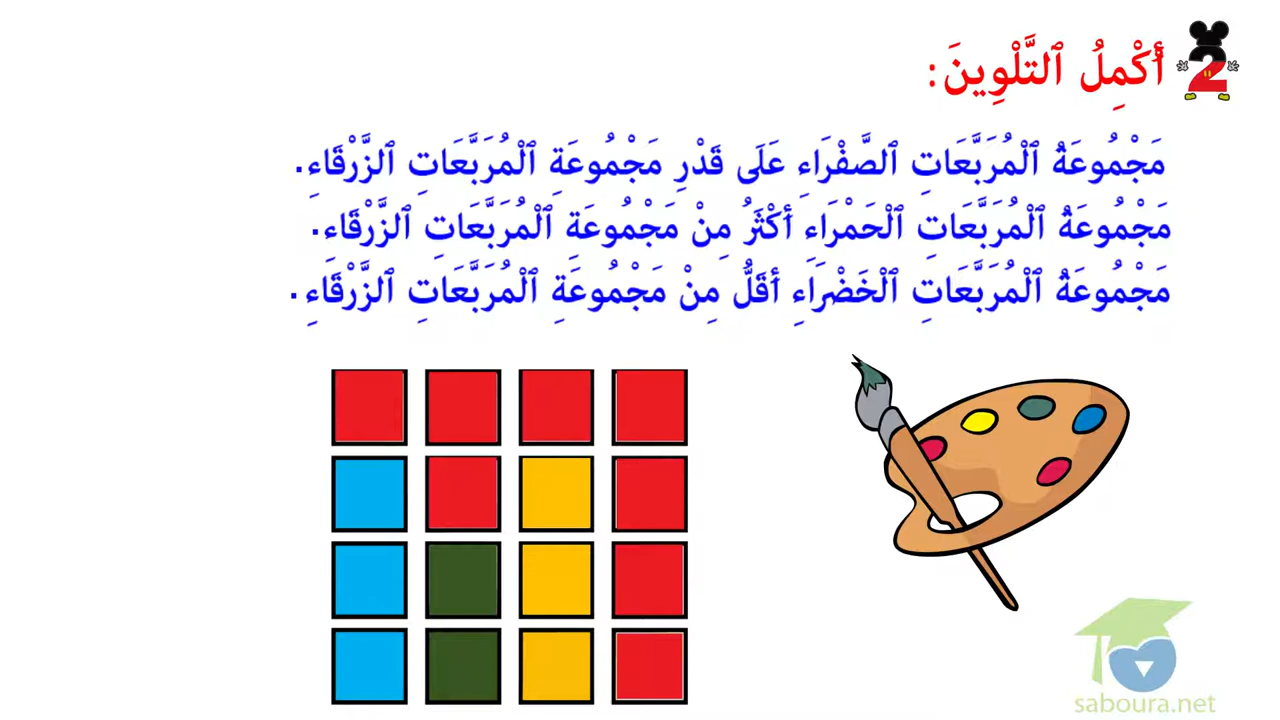 2
أُكْمِلُ ٱلتَّلْوِينَ:
مَجْمُوعَةُ ٱلْمُرَبَّعَاتِ ٱلصَّفْرَاءِ عَلَى قَدْرِ مَجْمُوعَةِ ٱلْمُرَبَّعَاتِ ٱلزَّرْقَاءِ.
مَجْمُوعَةُ ٱلْمُرَبَّعَاتِ ٱلْحَمْرَاءِ أَكْثَرُ مِنْ مَجْمُوعَةِ ٱلْمُرَبَّعَاتِ ٱلزَّرْقَاءِ.
مَجْمُوعَةُ ٱلْمُرَبَّعَاتِ ٱلْخَضْرَاءِ أَقَلُّ مِنْ مَجْمُوعَةِ ٱلْمُرَبَّعَاتِ ٱلزَّرْقَاءِ.
saboura.net